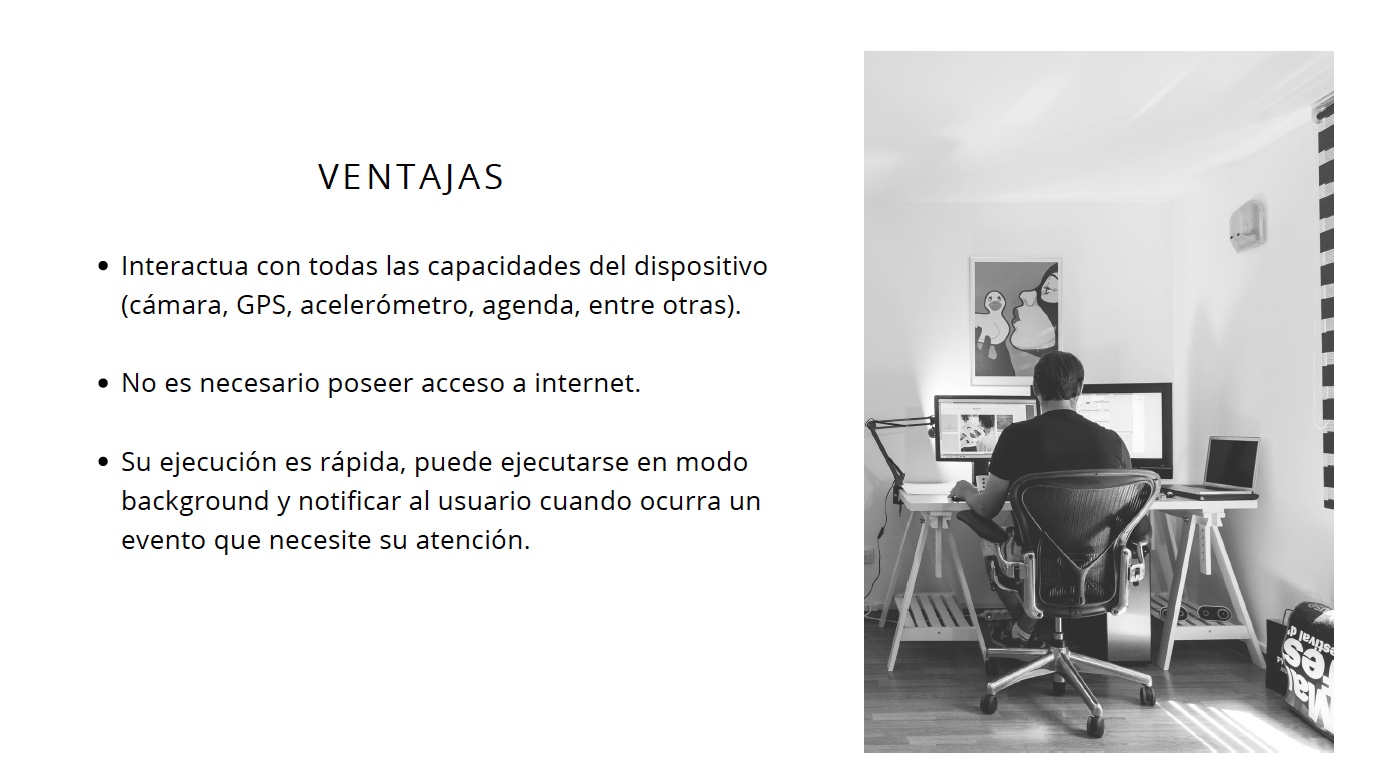 VENTAJAS
• Interactua con todas las capacidades del dispositivo
(cámara, GPS, acelerómetro, agenda, entre otras).
• No es necesario poseer acceso a internet.
• Su ejecución es rápida, puede ejecutarse en modo
background y notificar al usuario cuando ocurra un
evento que necesite su atención.